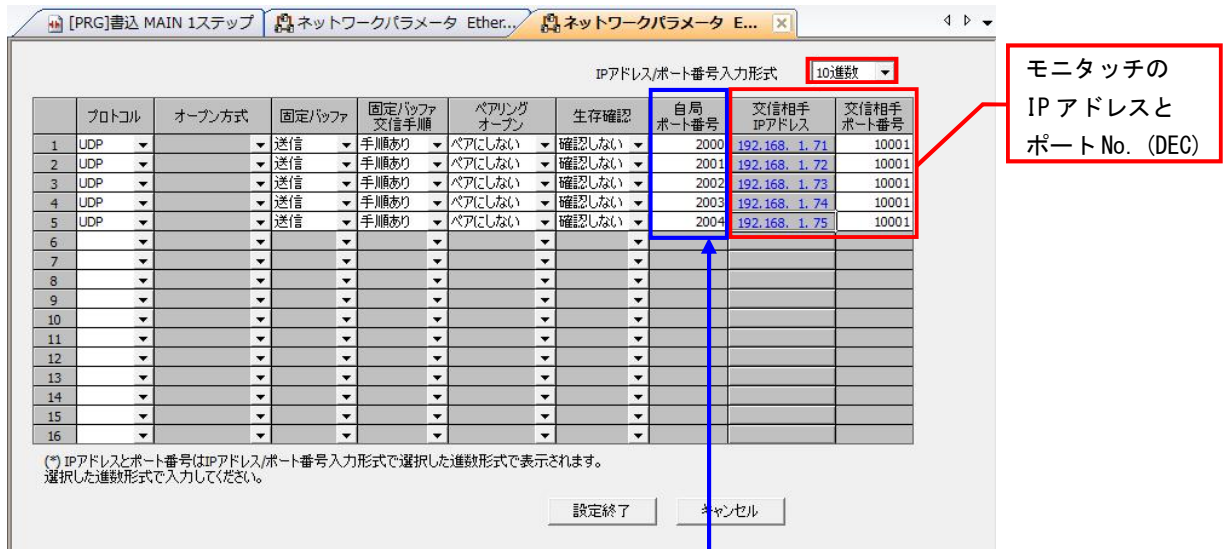 [PRG]書込 MAIN 1ステップ ネットワークパラメータ Ether... ネットワークパラメータ E...
IPアドレス/ポート番号入力形式 10進数
モニタッチの
IP アドレスと
ポート No. (DEC)
プロトコル オープン方式 固定バッファ 固定バッファ交信手順 ペアリングオープン 生存確認 自局ポート番号 交信相手IPアドレス 交信相手ポート番号
1 UDP 送信 手順あり ペアにしない 確認しない 2000 192.168. 1. 71 10001
2 UDP 送信 手順あり ペアにしない 確認しない 2001 192.168. 1. 72 10001
3 UDP 送信 手順あり ペアにしない 確認しない 2002 192.168. 1. 73 10001
4 UDP 送信 手順あり ペアにしない 確認しない 2003 192.168. 1. 74 10001
5 UDP 送信 手順あり ペアにしない 確認しない 2004 192.168. 1. 75 10001
6
7
8
9
10
11
12
13
14
15
16
(*) IPアドレスとポート番号はIPアドレス/ポート番号入力形式で選択した進数形式で表示されます。
選択した進数形式で入力してください。
設定終了 キャンセル